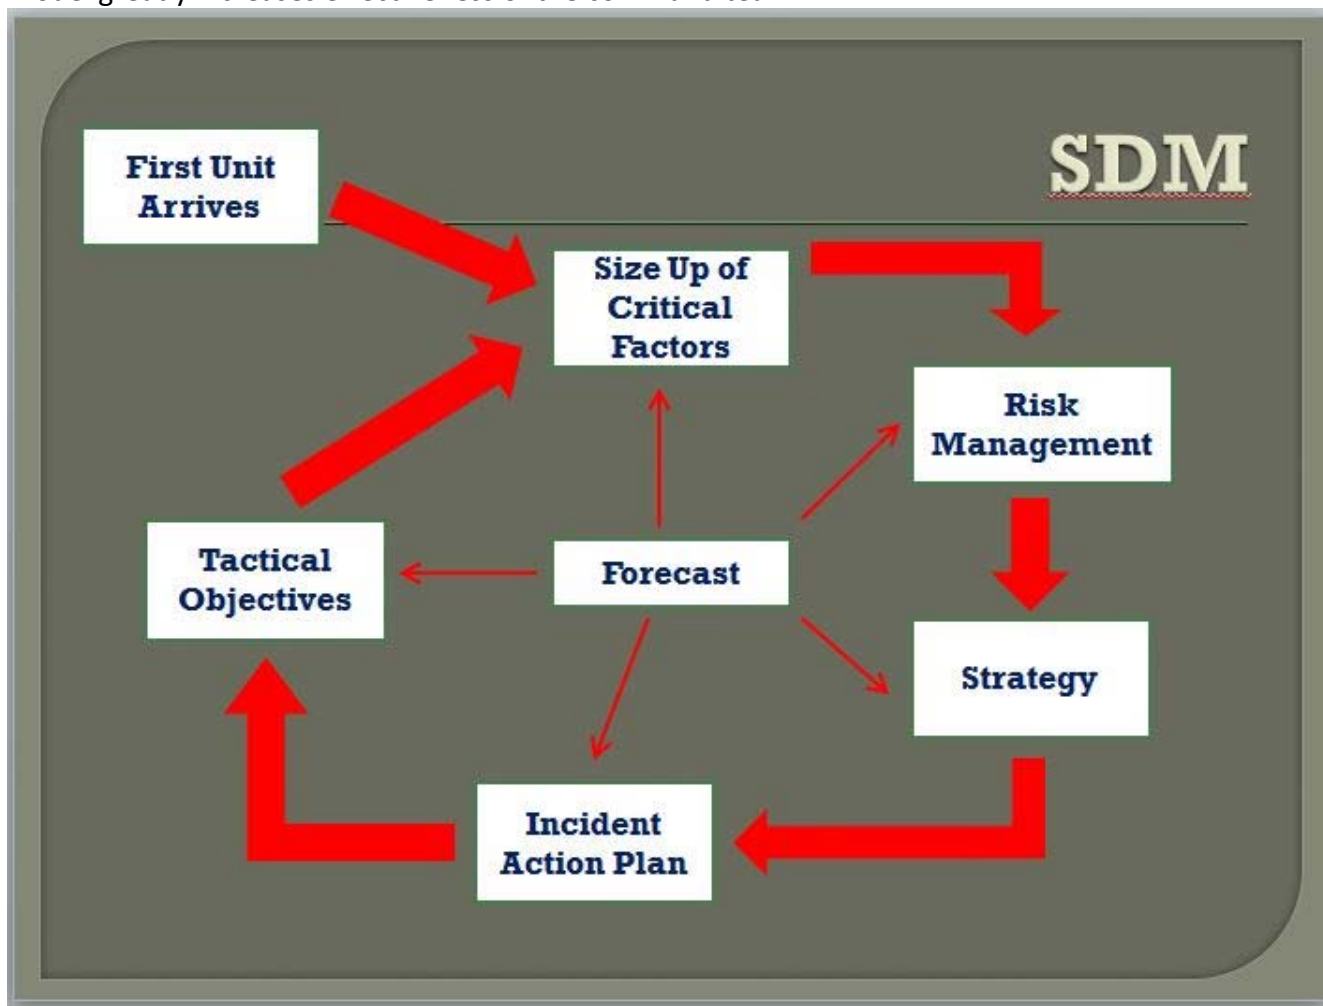 SDM
First Unit
Arrives
Size Up of
Critical
Factors
Risk
Management
Strategy
Incident
Action Plan
Tactical
Objectives
Forecast